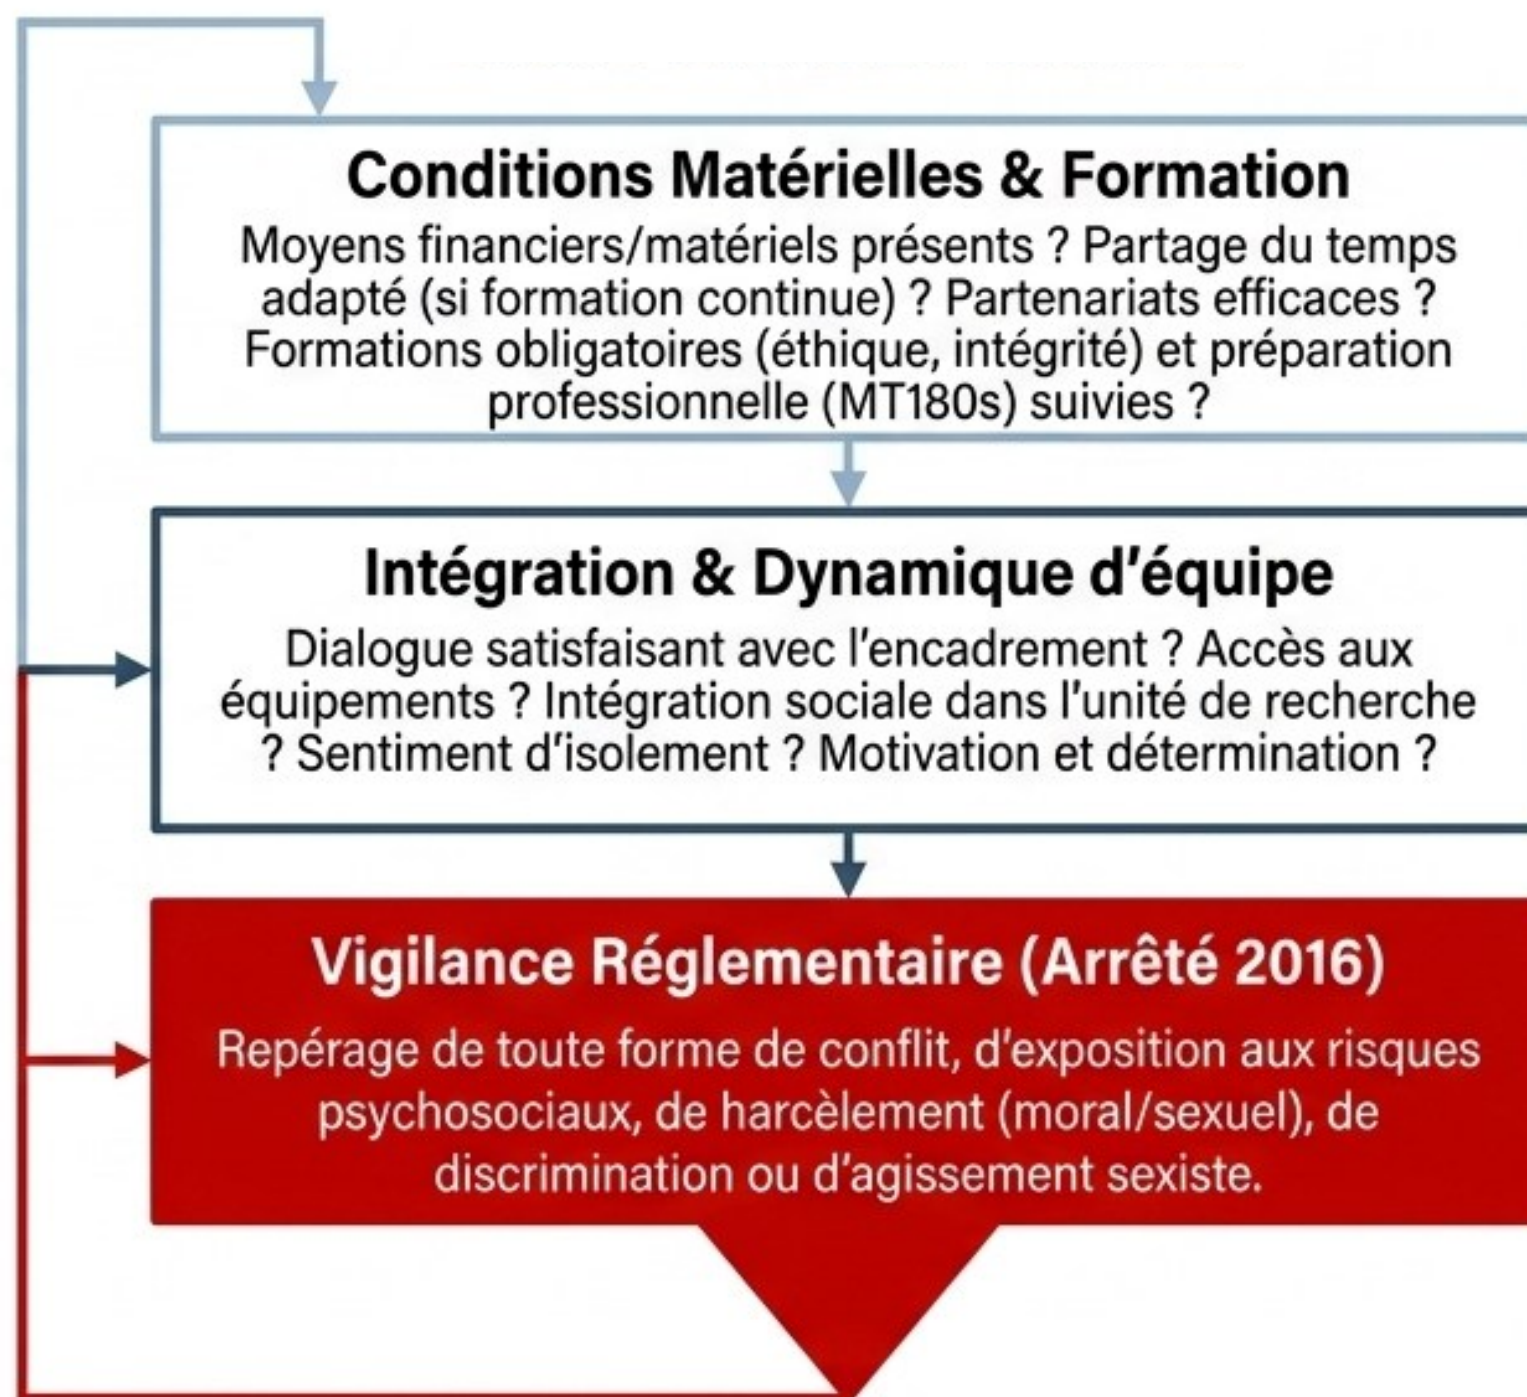 Conditions Matérielles & Formation
Moyens financiers/matériels présents ? Partage du temps
adapté (si formation continue) ? Partenariats efficaces ?
Formations obligatoires (éthique, intégrité) et préparation
professionnelle (MT180s) suivies ?
Intégration & Dynamique d’équipe
Dialogue satisfaisant avec l’encadrement ? Accès aux
équipements ? Intégration sociale dans l’unité de recherche
? Sentiment d’isolement ? Motivation et détermination ?
Vigilance Réglementaire (Arrêté 2016)
Repérage de toute forme de conflit, d’exposition aux risques
psychosociaux, de harcèlement (moral/sexuel), de
discrimination ou d’agissement sexiste.